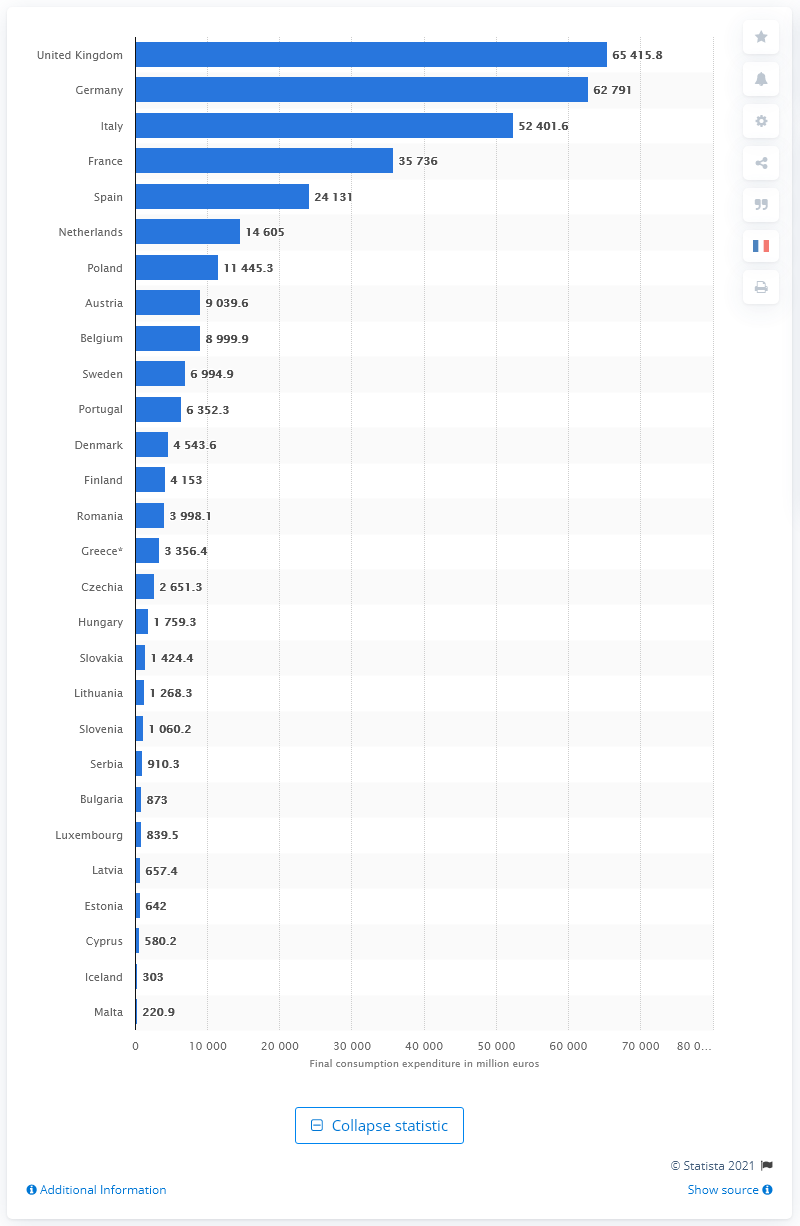 United Kingdom 65 415.8
Germany 62 791
Italy 52 401.6
France 35 736
Spain 24 131
Netherlands 14 605
Poland 11 445.3
Austria 9 039.6
Belgium 8 999.9
Sweden 6 994.9
Portugal 6 352.3
Denmark 4 543.6
Finland 4 153
Romania 3 998.1
Greece* 3 356.4
Czechia 2 651.3
Hungary 1 759.3
Slovakia 1 424.4
Lithuania 1 268.3
Slovenia 1 060.2
Serbia 910.3
Bulgaria 873
Luxembourg 839.5
Latvia 657.4
Estonia 642
Cyprus 580.2
Iceland 303
Malta 220.9
0 10 000 20 000 30 000 40 000 50 000 60 000 70 000 80 0...
Final consumption expenditure in million euros
Collapse statistic
© Statista 2021
Additional Information Show source